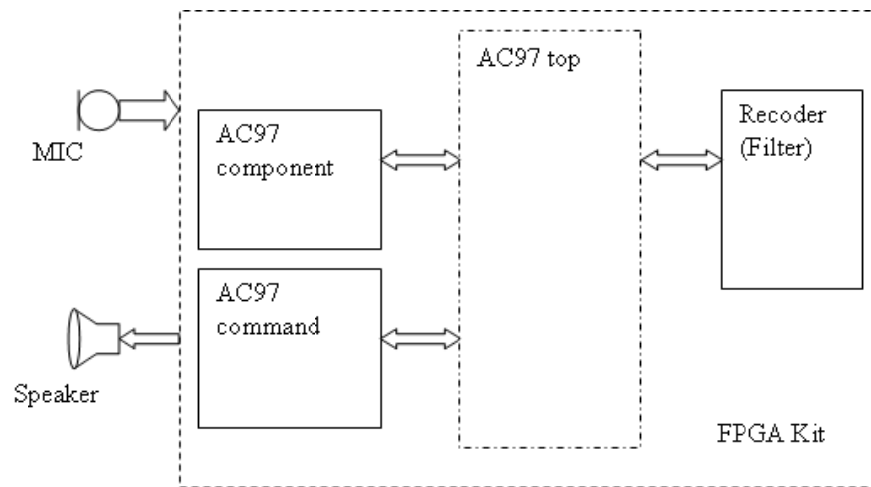 AC97 top
MIC
AC97
component
Recoder
(Filter)
AC97
command
Speaker
FPGA Kit